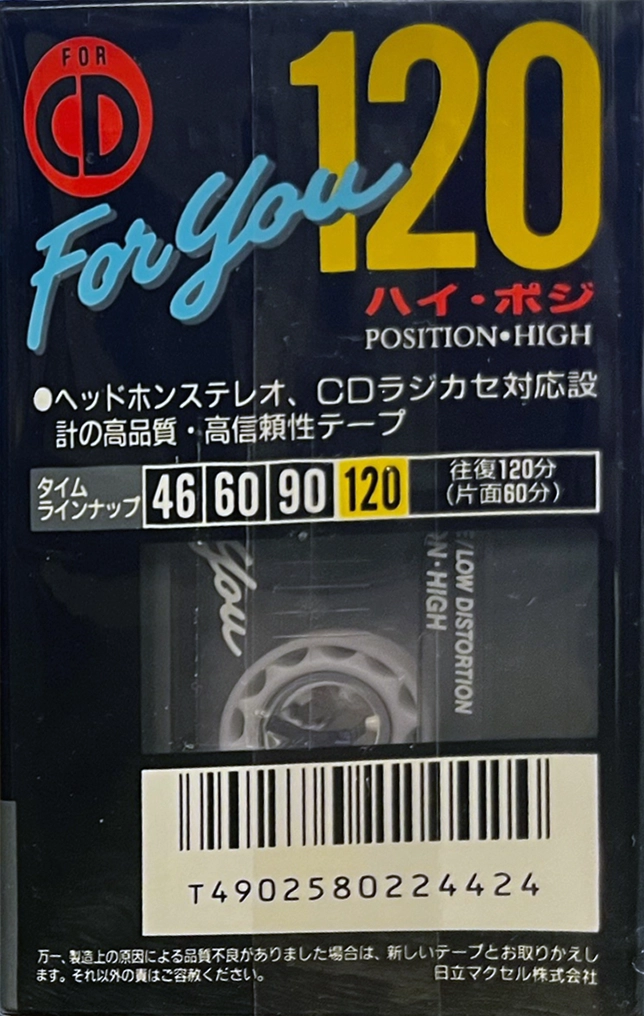 FOR
CD
120
For You
ハイ・ポジ
POSITION•HIGH
●ヘッドホンステレオ、CDラジカセ対応設
計の高品質・高信頼性テープ
タイム
ラインナップ
46 60 90 120
往復120分
(片面60分)
You
/LOW DISTORTION
N•HIGH
T4902580224424
万一、製造上の原因による品質不良がありました場合は、新しいテープとお取りかえし
ます。それ以外の責はご容赦ください。
日立マクセル株式会社